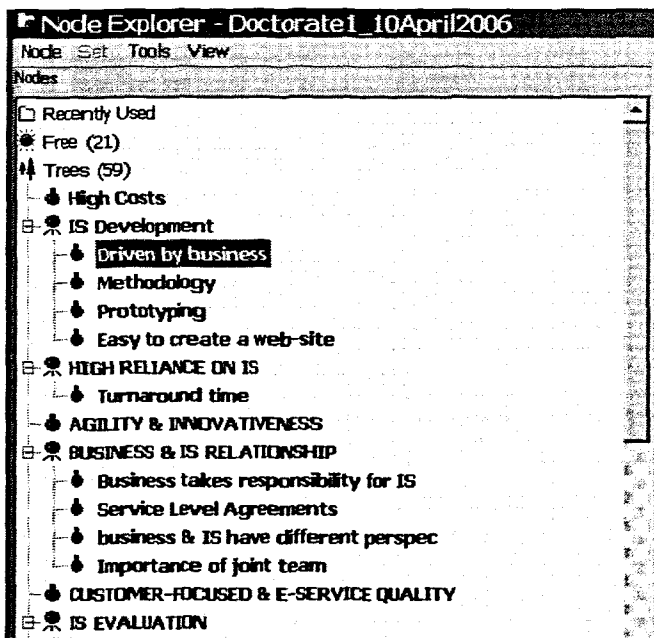 Node Explorer - Doctorate1_10April2006
Node Set Tools View
Nodes
Recently Used
Free (21)
Trees (59)
High Costs
IS Development
Driven by business
Methodology
Prototyping
Easy to create a web-site
HIGH RELIANCE ON IS
Turnaround time
AGILITY & INNOVATIVENESS
BUSINESS & IS RELATIONSHIP
Business takes responsibility for IS
Service Level Agreements
business & IS have different perspec
Importance of joint team
CUSTOMER-FOCUSED & E-SERVICE QUALITY
IS EVALUATION